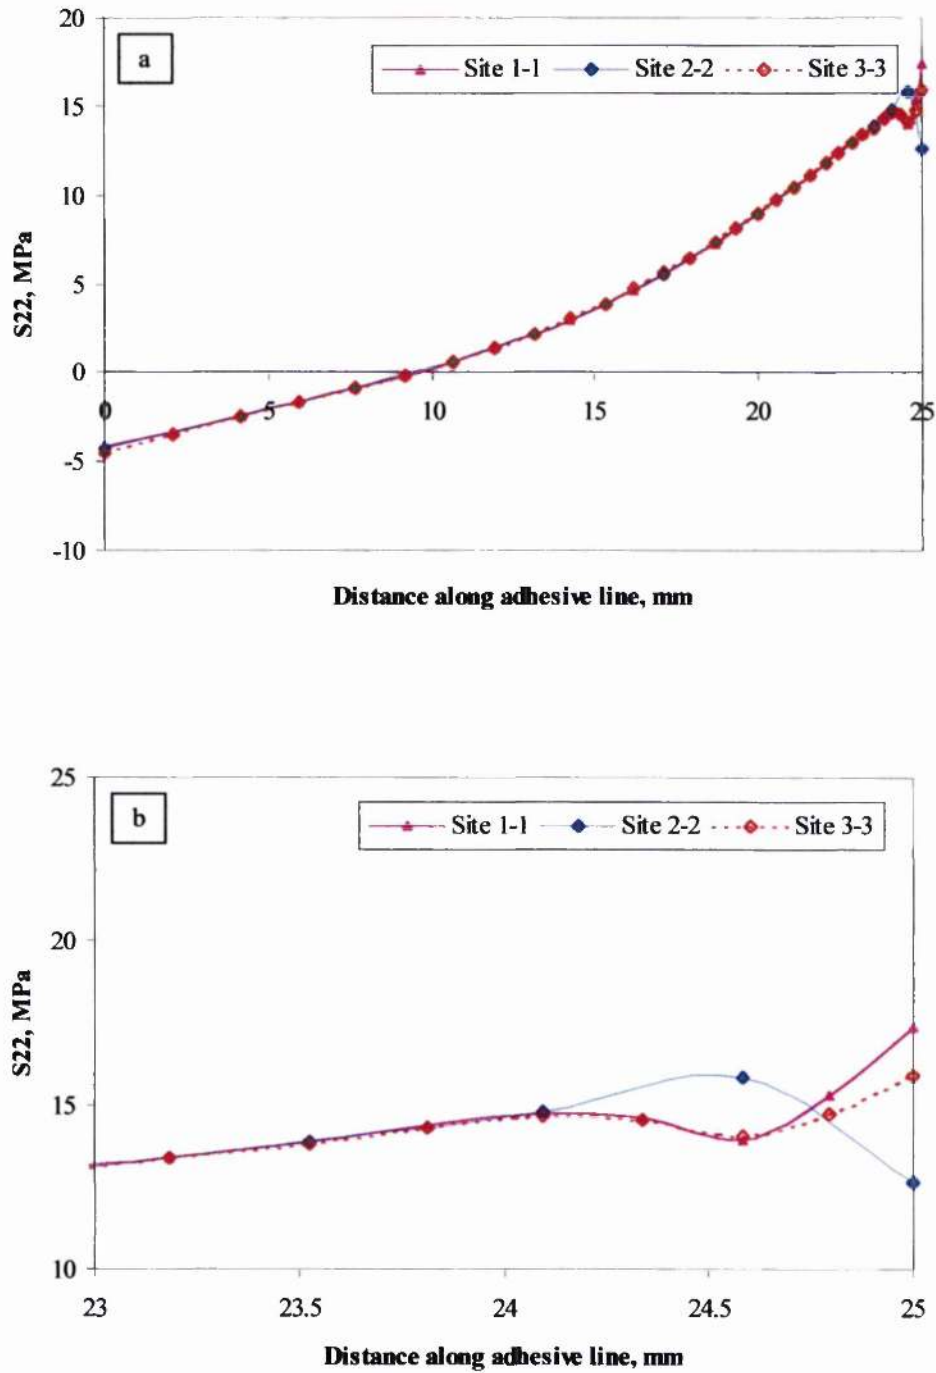 20
a
Site 1-1 Site 2-2 Site 3-3
15
10
5
0
0 5 10 15 20 25
-5
-10
S22, MPa
Distance along adhesive line, mm
25
b
Site 1-1 Site 2-2 Site 3-3
20
15
10
23 23.5 24 24.5 25
S22, MPa
Distance along adhesive line, mm